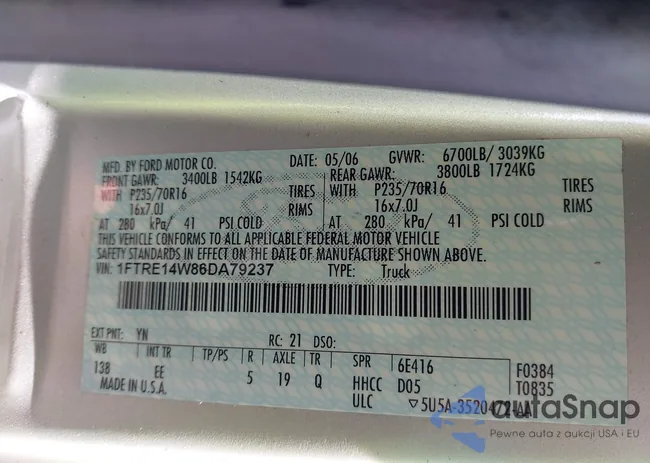 MFD. BY FORD MOTOR CO. DATE: 05/06 GVWR: 6700LB/ 3039KG
FRONT GAWR: 3400LB 1542KG REAR GAWR: 3800LB 1724KG
WITH P235/70R16 TIRES WITH P235/70R16 TIRES
16x7.0J RIMS 16x7.0J RIMS
AT 280 kPa/ 41 PSI COLD AT 280 kPa/ 41 PSI COLD
THIS VEHICLE CONFORMS TO ALL APPLICABLE FEDERAL MOTOR VEHICLE
SAFETY STANDARDS IN EFFECT ON THE DATE OF MANUFACTURE SHOWN ABOVE.
VIN: 1FTRE14W86DA79237 TYPE: Truck
EXT PNT: YN RC: 21 DSO:
WB INT TR TP/PS R AXLE TR SPR 6E416 F0384
138 EE 5 19 Q HHCC D05 T0835
MADE IN U.S.A. ULC ▽5U5A-3520472-AA
autoSnap
Pewne auta z aukcji USA i EU